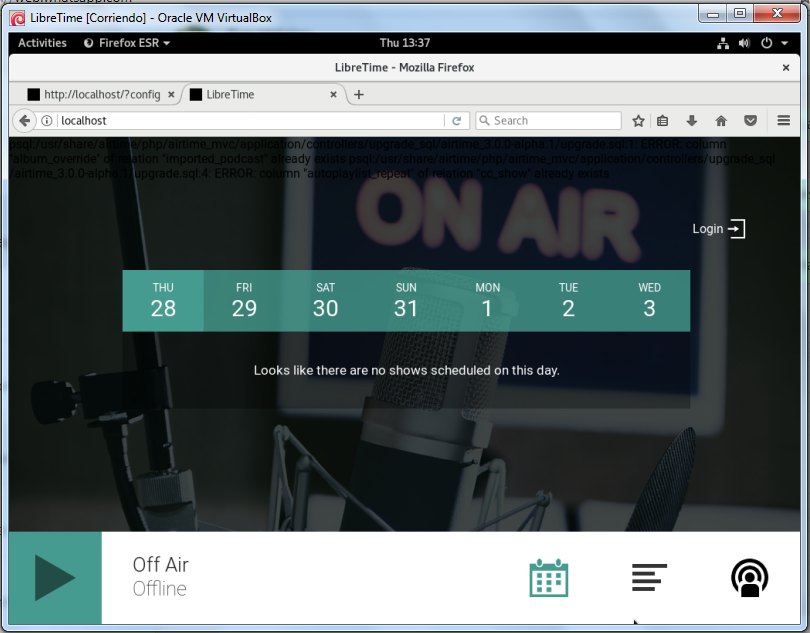 LibreTime [Corriendo] - Oracle VM VirtualBox
Activities Firefox ESR Thu 13:37
LibreTime - Mozilla Firefox
http://localhost/?config LibreTime
localhost Search
psql:/usr/share/airtime/php/airtime_mvc/application/controllers/upgrade_sql/airtime_3.0.0-alpha.1/upgrade.sql:1: ERROR: column
"album_override" of relation "imported_podcast" already exists psql:/usr/share/airtime/php/airtime_mvc/application/controllers/upgrade_sql
/airtime_3.0.0-alpha.1/upgrade.sql:4: ERROR: column "autoplaylist_repeat" of relation "cc_show" already exists
ON AIR
Login
THU FRI SAT SUN MON TUE WED
28 29 30 31 1 2 3
Looks like there are no shows scheduled on this day.
Off Air
Offline